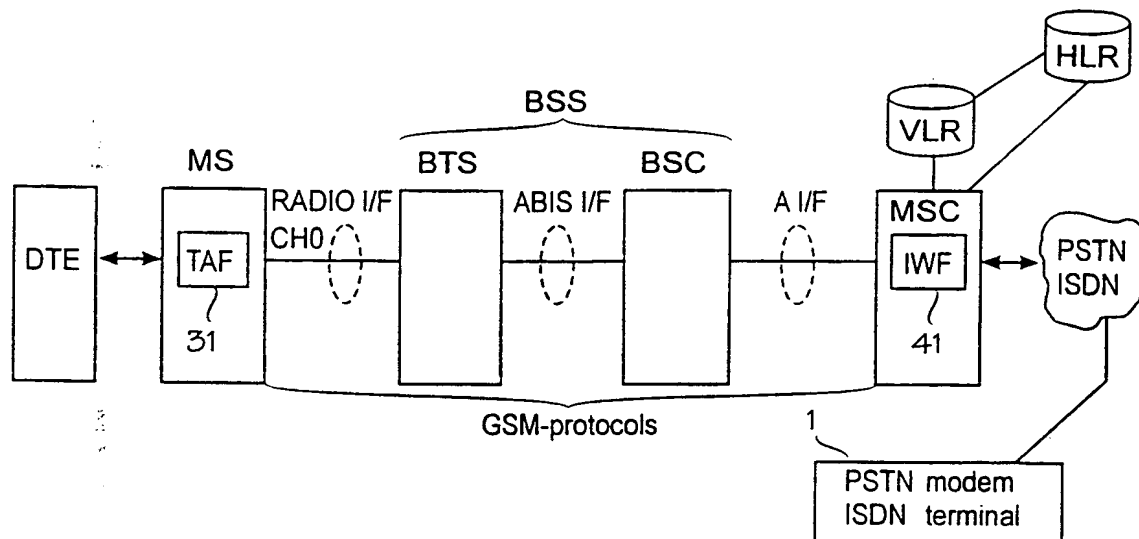 HLR
BSS
VLR
MS
BTS
BSC
RADIO I/F
CH0
ABIS I/F
A I/F
MSC
DTE
TAF
IWF
PSTN
ISDN
31
41
GSM-protocols
1
PSTN modem
ISDN terminal